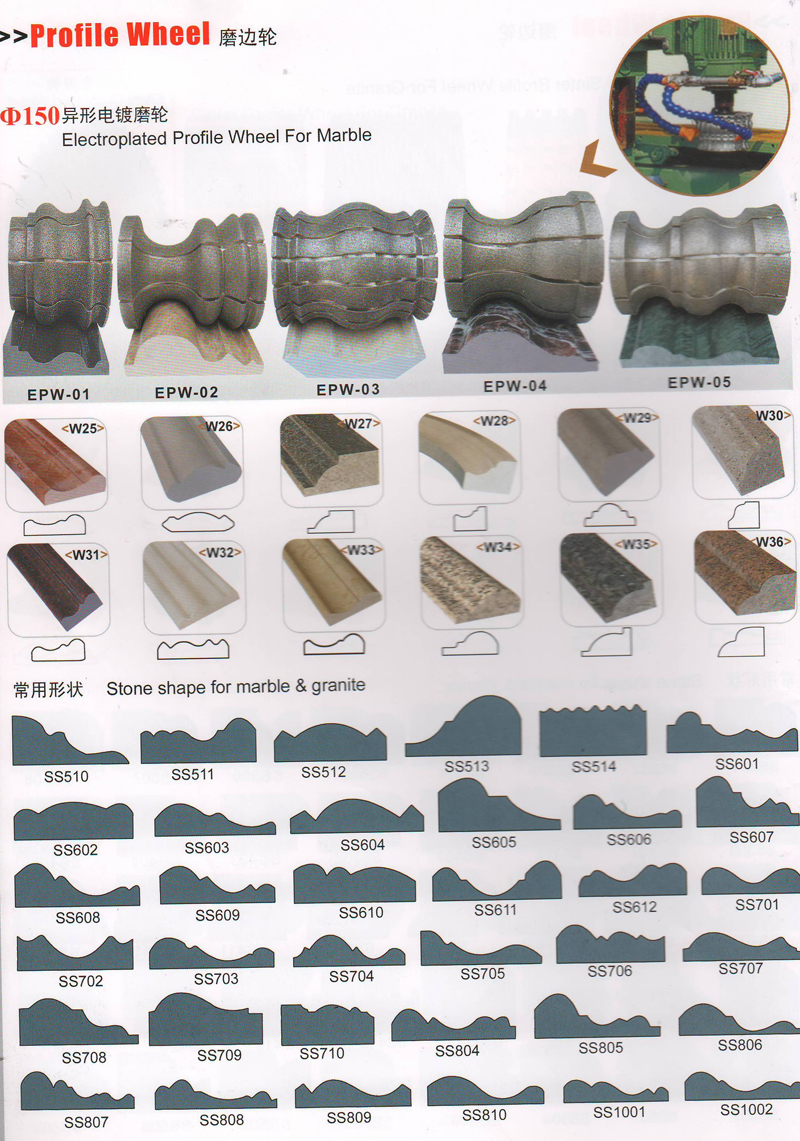 >>Profile Wheel 磨边轮
Φ150异形电镀磨轮
Electroplated Profile Wheel For Marble
EPW-01 EPW-02 EPW-03 EPW-04 EPW-05
<W25> <W26> <W27> <W28> <W29> <W30>
<W31> <W32> <W33> <W34> <W35> <W36>
常用形状 Stone shape for marble & granite
SS510 SS511 SS512 SS513 SS514 SS601
SS602 SS603 SS604 SS605 SS606 SS607
SS608 SS609 SS610 SS611 SS612 SS701
SS702 SS703 SS704 SS705 SS706 SS707
SS708 SS709 SS710 SS804 SS805 SS806
SS807 SS808 SS809 SS810 SS1001 SS1002